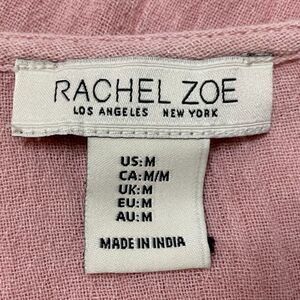 RACHEL ZOE
LOS ANGELES NEW YORK
US:M
CA:M/M
UK:M
EU:M
AU:M
MADE IN INDIA